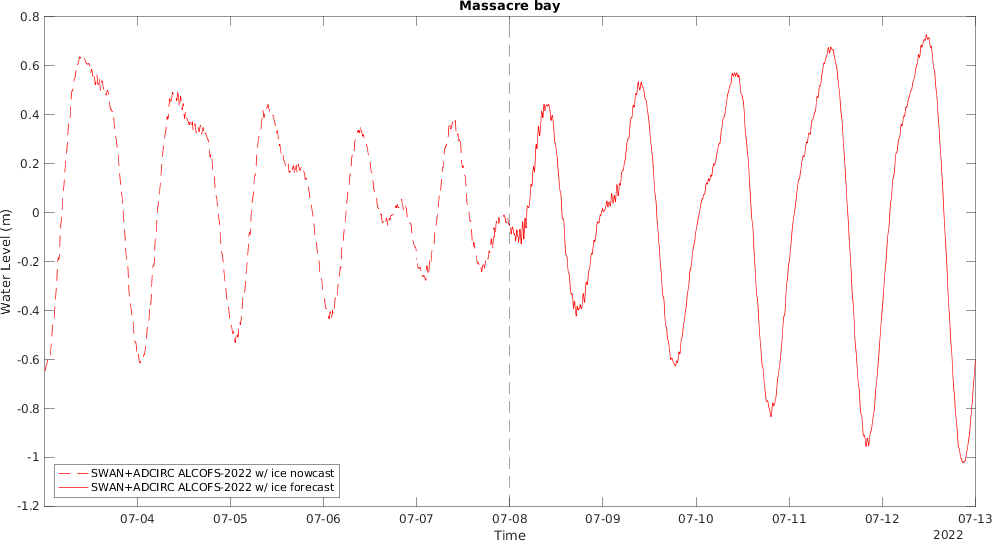 Massacre bay
Water Level (m)
0.8
0.6
0.4
0.2
0
-0.2
-0.4
-0.6
-0.8
-1
-1.2
SWAN+ADCIRC ALCOFS-2022 w/ ice nowcast
SWAN+ADCIRC ALCOFS-2022 w/ ice forecast
07-04 07-05 07-06 07-07 07-08 07-09 07-10 07-11 07-12 07-13
Time
2022